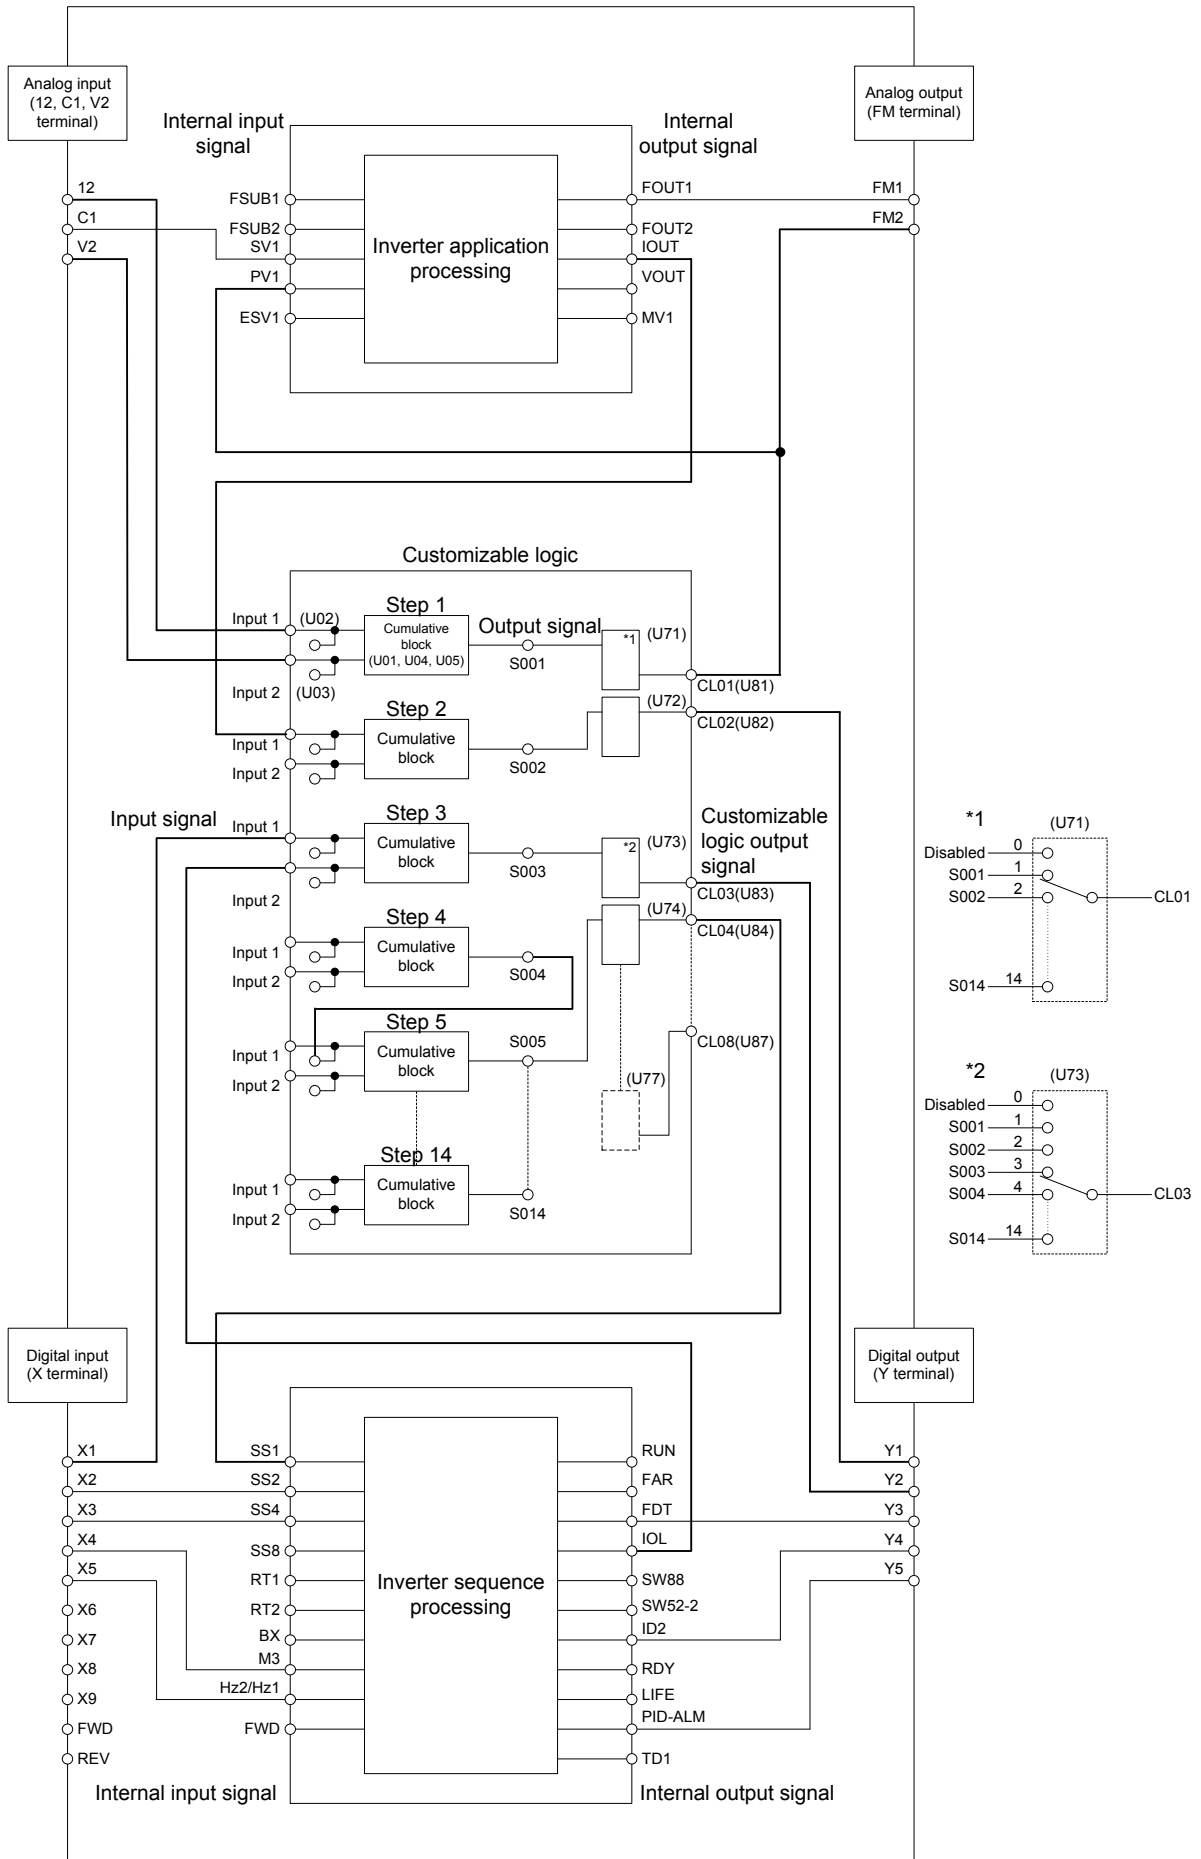 Analog input
(12, C1, V2
terminal)
Analog output
(FM terminal)
Internal input
signal
Internal
output signal
12
C1
V2
FSUB1
FSUB2
SV1
PV1
ESV1
Inverter application
processing
FOUT1
FOUT2
IOUT
VOUT
MV1
FM1
FM2
Customizable logic
Input 1
(U02)
Step 1
Cumulative
block
(U01, U04, U05)
Output signal
S001
*1
(U71)
CL01(U81)
Input 2
(U03)
Step 2
Cumulative
block
Input 1
Input 2
S002
(U72)
CL02(U82)
Input signal
Step 3
Input 1
Cumulative
block
Input 2
S003
*2
(U73)
Customizable
logic output
signal
CL03(U83)
Step 4
Cumulative
block
Input 1
Input 2
S004
(U74)
CL04(U84)
Step 5
Cumulative
block
Input 1
Input 2
S005
CL08(U87)
(U77)
Step 14
Cumulative
block
Input 1
Input 2
S014
*1
(U71)
Disabled
0
S001
1
S002
2
S014
14
CL01
*2
(U73)
Disabled
0
S001
1
S002
2
S003
3
S004
4
S014
14
CL03
Digital input
(X terminal)
Digital output
(Y terminal)
X1
X2
X3
X4
X5
X6
X7
X8
X9
FWD
REV
SS1
SS2
SS4
SS8
RT1
RT2
BX
M3
Hz2/Hz1
FWD
Inverter sequence
processing
RUN
FAR
FDT
IOL
SW88
SW52-2
ID2
RDY
LIFE
PID-ALM
TD1
Y1
Y2
Y3
Y4
Y5
Internal input signal
Internal output signal